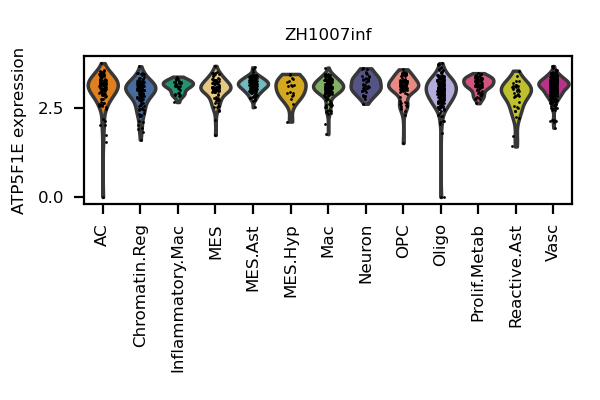 ZH1007inf
ATP5F1E expression
2.5
0.0
AC
Chromatin.Reg
Inflammatory.Mac
MES
MES.Ast
MES.Hyp
Mac
Neuron
OPC
Oligo
Prolif.Metab
Reactive.Ast
Vasc